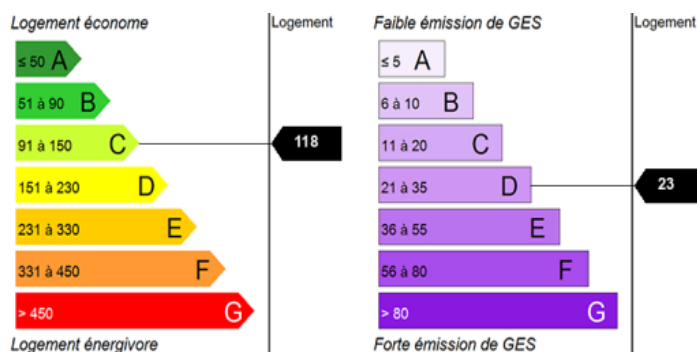 Logement économe
Logement
≤ 50 A
51 à 90 B
91 à 150 C
118
151 à 230 D
231 à 330 E
331 à 450 F
> 450 G
Logement énergivore
Faible émission de GES
Logement
≤ 5 A
6 à 10 B
11 à 20 C
21 à 35 D
23
36 à 55 E
56 à 80 F
> 80 G
Forte émission de GES